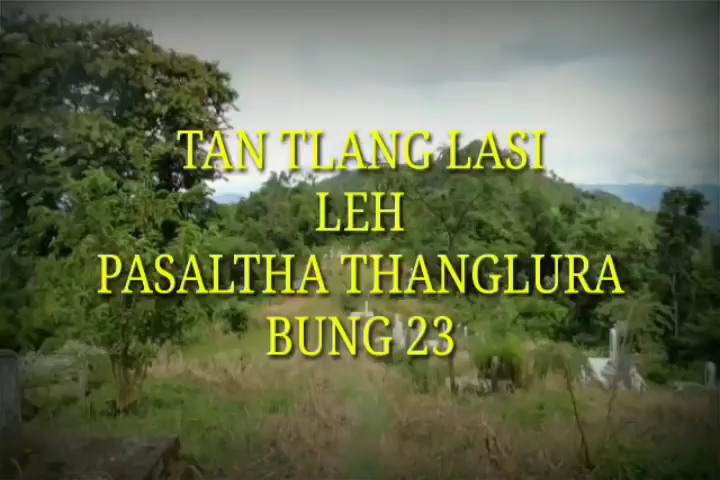 TAN TLANG LASI
LEH
PASALTHA THANGLURA
BUNG 23